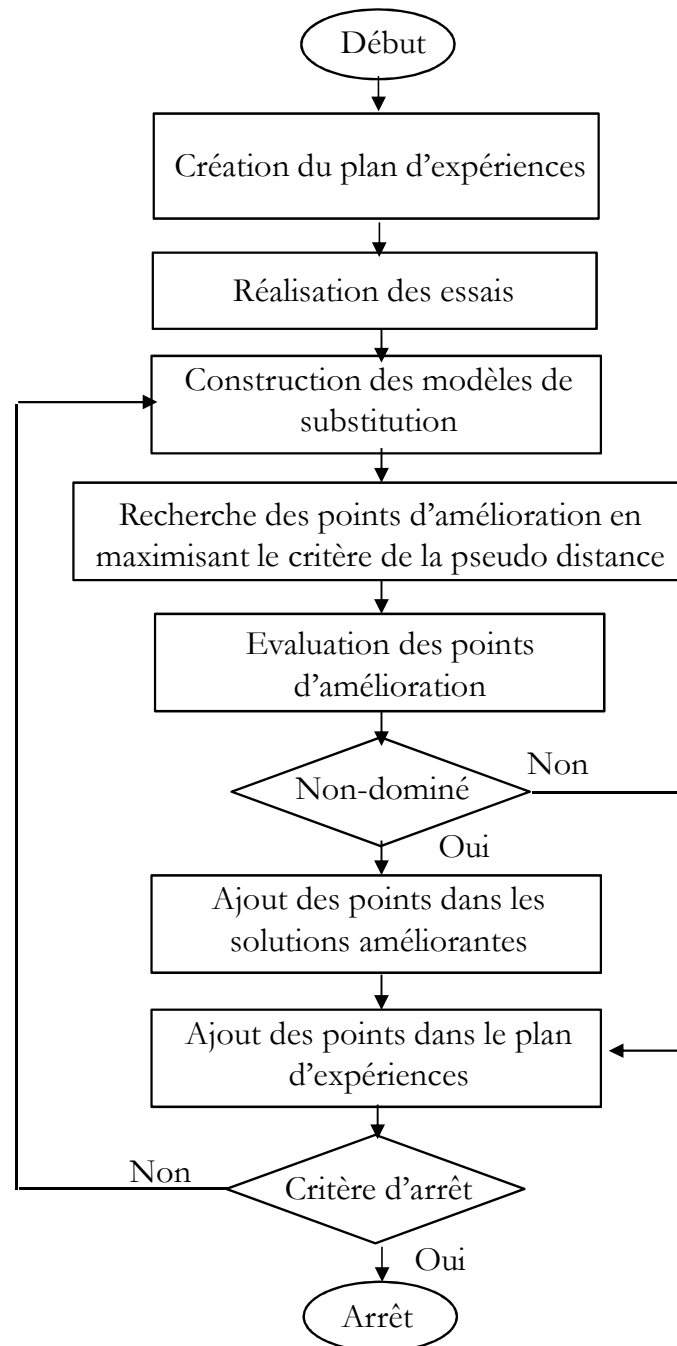 Début
Création du plan d'expériences
Réalisation des essais
Construction des modèles de
substitution
Recherche des points d'amélioration en
maximisant le critère de la pseudo distance
Evaluation des points
d'amélioration
Non-dominé
Non
Oui
Ajout des points dans les
solutions améliorantes
Ajout des points dans le plan
d'expériences
Non
Critère d'arrêt
Oui
Arrêt